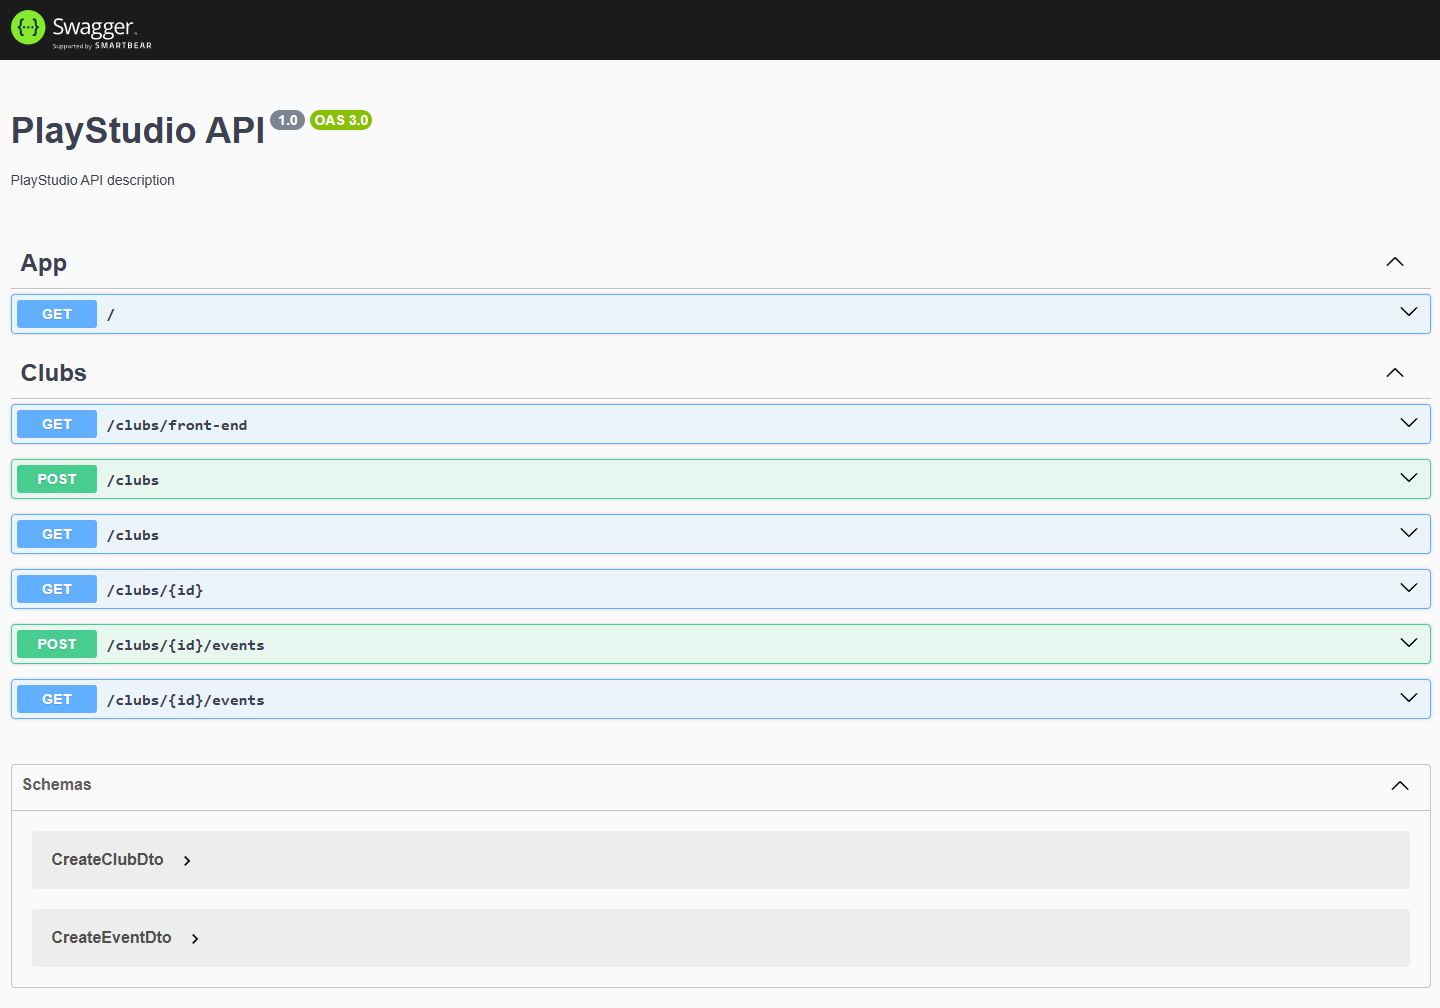 Swagger
Supported by SMARTBEAR
PlayStudio API 1.0 OAS 3.0
PlayStudio API description
App
GET /
Clubs
GET /clubs/front-end
POST /clubs
GET /clubs
GET /clubs/{id}
POST /clubs/{id}/events
GET /clubs/{id}/events
Schemas
CreateClubDto
CreateEventDto